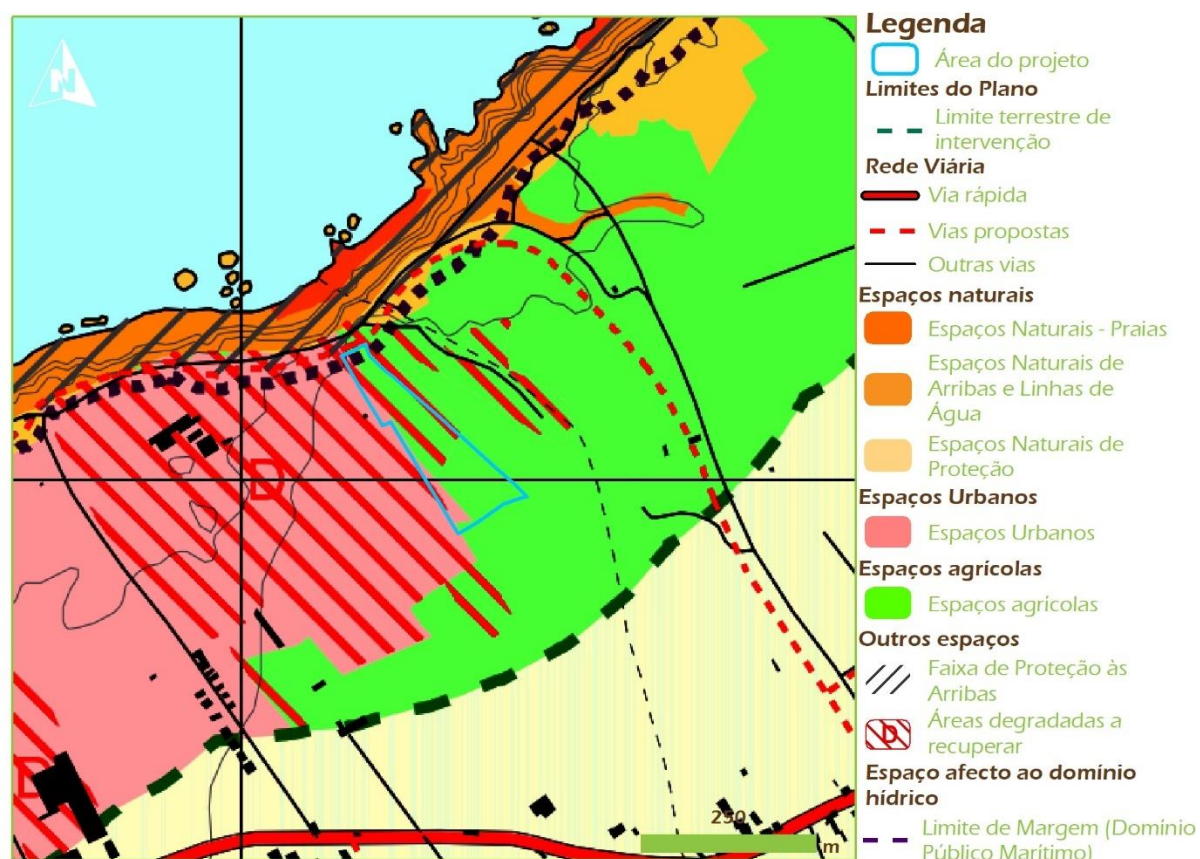 N
D
D
250
m
Legenda
Área do projeto
Limites do Plano
Limite terrestre de
intervenção
Rede Viária
Via rápida
Vias propostas
Outras vias
Espaços naturais
Espaços Naturais - Praias
Espaços Naturais de
Arribas e Linhas de
Água
Espaços Naturais de
Proteção
Espaços Urbanos
Espaços Urbanos
Espaços agrícolas
Espaços agrícolas
Outros espaços
Faixa de Proteção às
Arribas
D
Áreas degradadas a
recuperar
Espaço afecto ao domínio
hídrico
Limite de Margem (Domínio
Público Marítimo)